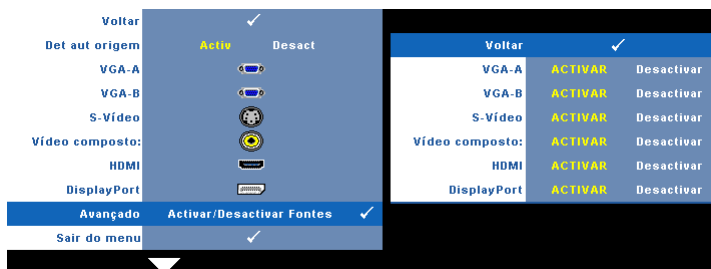 Voltar
Det aut origem Activ Desact
VGA-A
VGA-B
S-Vídeo
Vídeo composto:
HDMI
DisplayPort
Avançado Activar/Desactivar Fontes
Sair do menu
Voltar
VGA-A ACTIVAR Desactivar
VGA-B ACTIVAR Desactivar
S-Vídeo ACTIVAR Desactivar
Vídeo composto: ACTIVAR Desactivar
HDMI ACTIVAR Desactivar
DisplayPort ACTIVAR Desactivar